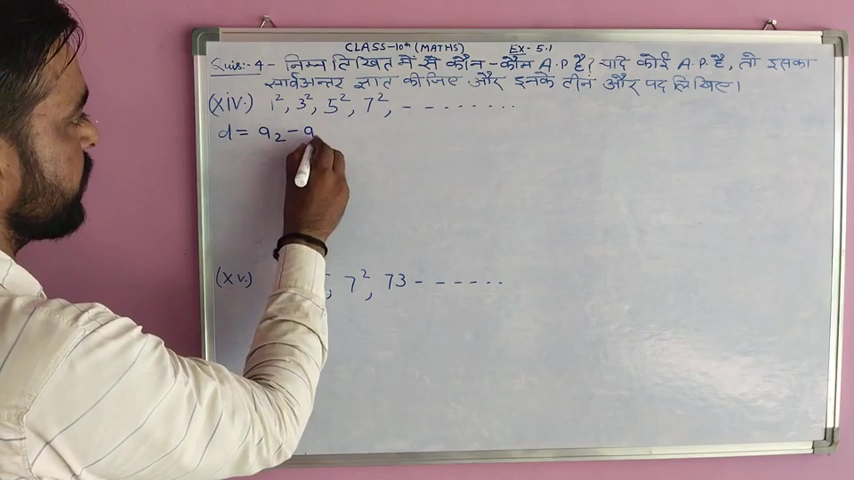 CLASS-10th (MATHS) EX-5.1
Quis:-4- निम्नलिखित में से कौन-कौन A.P है? यदि कोई A.P. है, तो इसका
सार्वअन्तर ज्ञात कीजिए और इनके तीन और पद लिखिए।
(xiv) 1², 3², 5², 7², - - - - - - - -
d = a₂ - a
(xv.) 7², 73 - - - - - -